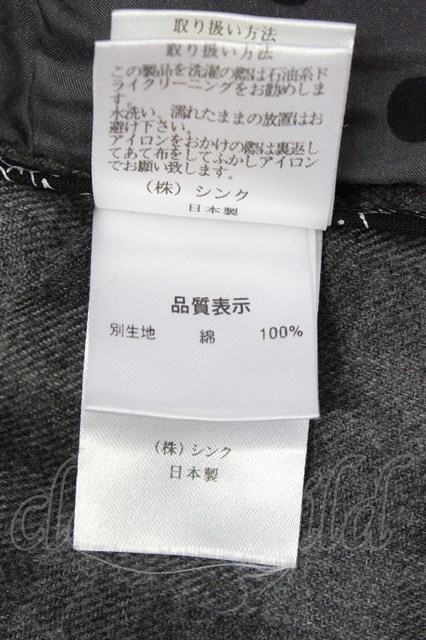 取り扱い方法
取り扱い方法
この製品を洗濯の際は石油系ド
ライクリーニングをお勧めしま
す。
水洗い、濡れたままの放置はお
避け下さい。
アイロンをおかけの際は裏返し
てあて布をしてふかしアイロン
でお願い致します。
(株) シンク
日本製
品質表示
別生地 綿 100%
(株) シンク
日本製